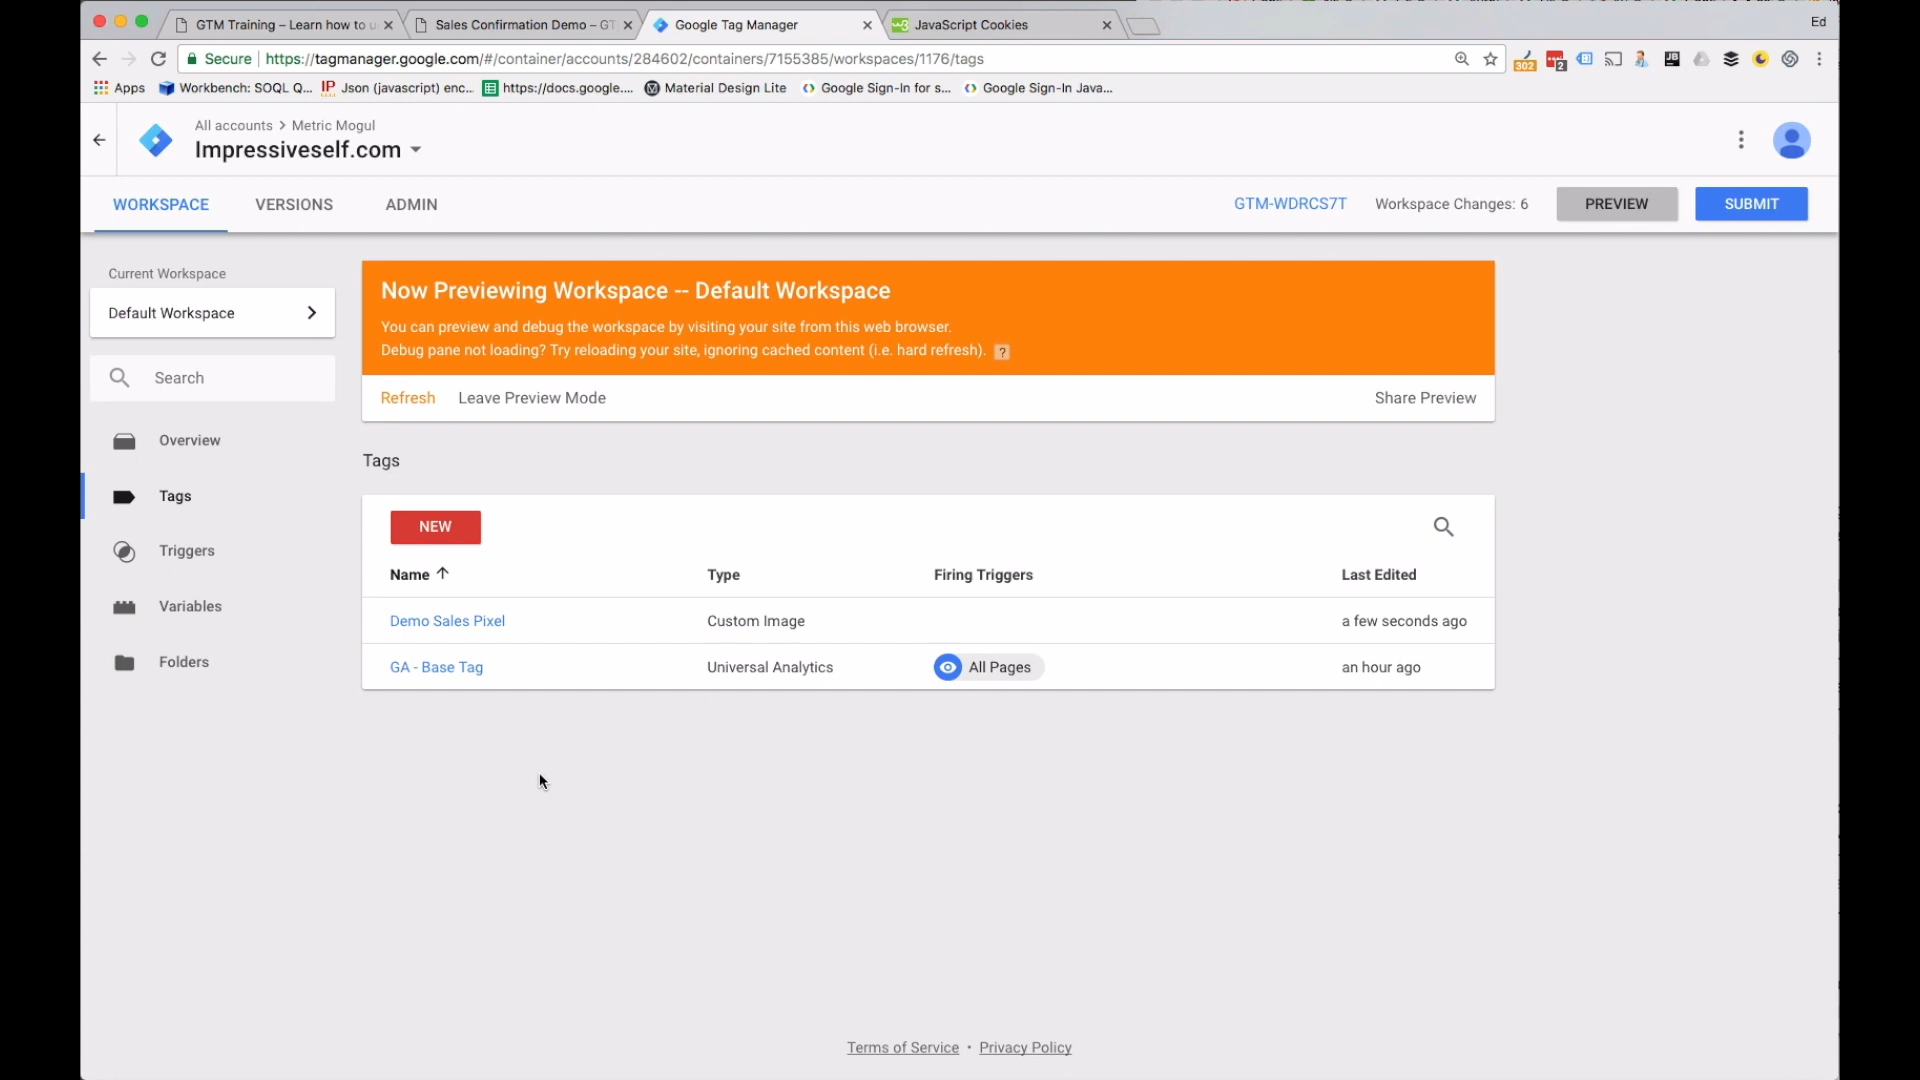 GTM Training – Learn how to u
Sales Confirmation Demo – GT
Google Tag Manager
JavaScript Cookies
Ed
Secure
https://tagmanager.google.com/#/container/accounts/284602/containers/7155385/workspaces/1176/tags
302
2
Apps
Workbench: SOQL Q...
IP
Json (javascript) enc...
https://docs.google....
Material Design Lite
Google Sign-In for s...
Google Sign-In Java...
All accounts > Metric Mogul
Impressiveself.com
WORKSPACE
VERSIONS
ADMIN
GTM-WDRCS7T
Workspace Changes: 6
PREVIEW
SUBMIT
Current Workspace
Default Workspace
Search
Overview
Tags
Triggers
Variables
Folders
Now Previewing Workspace -- Default Workspace
You can preview and debug the workspace by visiting your site from this web browser.
Debug pane not loading? Try reloading your site, ignoring cached content (i.e. hard refresh). ?
Refresh
Leave Preview Mode
Share Preview
Tags
NEW
Name
Type
Firing Triggers
Last Edited
Demo Sales Pixel
Custom Image
a few seconds ago
GA - Base Tag
Universal Analytics
All Pages
an hour ago
Terms of Service • Privacy Policy